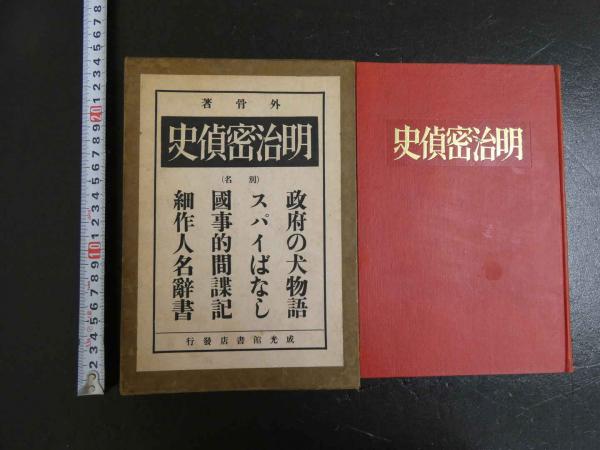 外骨著
明治密偵史
(別名)
政府の犬物語
スパイばなし
國事的間諜記
細作人名辭書
成光館書店發行
明治密偵史